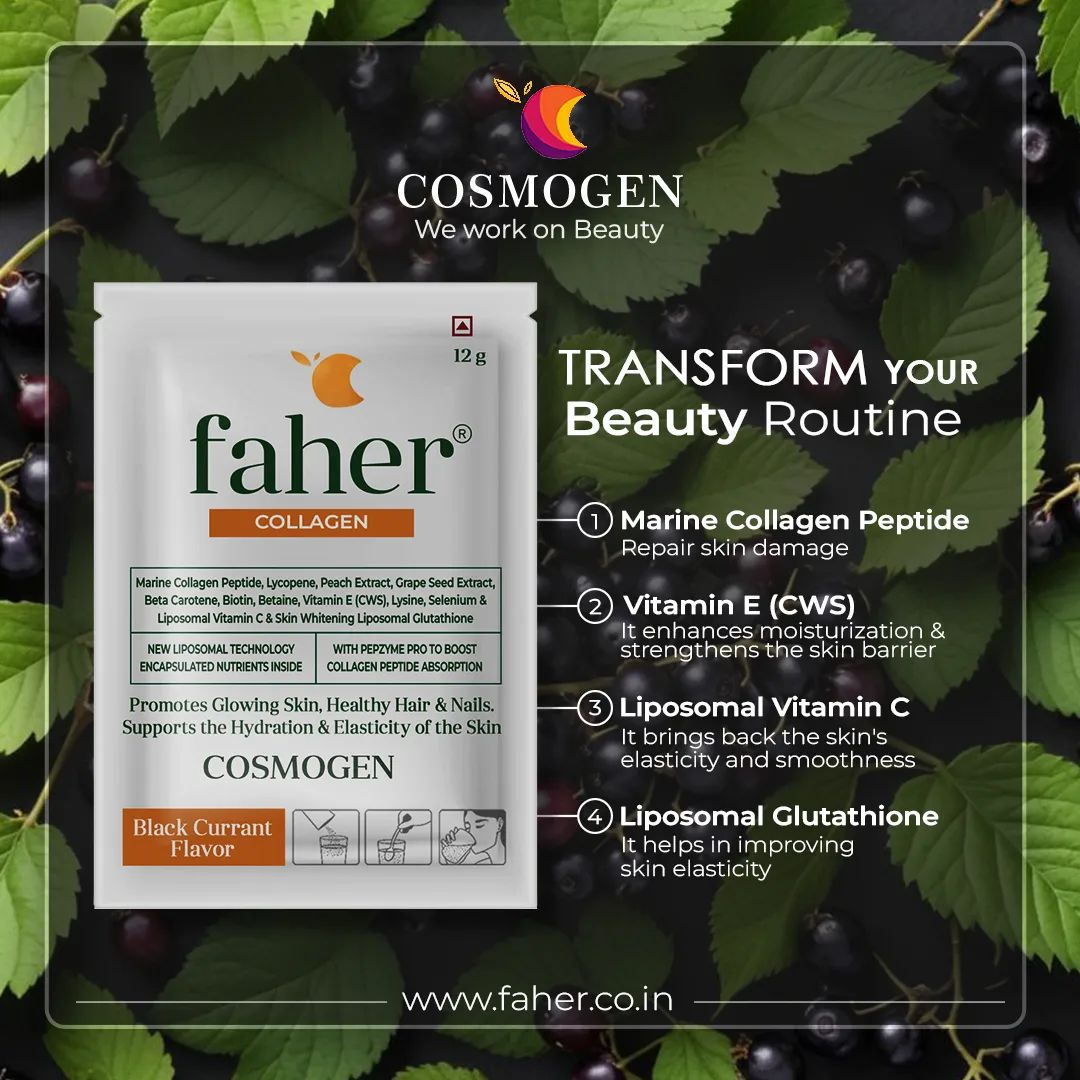 COSMOGEN
We work on Beauty
12 g
faher®
COLLAGEN
Marine Collagen Peptide, Lycopene, Peach Extract, Grape Seed Extract,
Beta Carotene, Biotin, Betaine, Vitamin E (CWS), Lysine, Selenium &
Liposomal Vitamin C & Skin Whitening Liposomal Glutathione
NEW LIPOSOMAL TECHNOLOGY
ENCAPSULATED NUTRIENTS INSIDE
WITH PEPZYME PRO TO BOOST
COLLAGEN PEPTIDE ABSORPTION
Promotes Glowing Skin, Healthy Hair & Nails.
Supports the Hydration & Elasticity of the Skin
COSMOGEN
Black Currant
Flavor
TRANSFORM YOUR
Beauty Routine
1 Marine Collagen Peptide
Repair skin damage
2 Vitamin E (CWS)
It enhances moisturization &
strengthens the skin barrier
3 Liposomal Vitamin C
It brings back the skin's
elasticity and smoothness
4 Liposomal Glutathione
It helps in improving
skin elasticity
www.faher.co.in